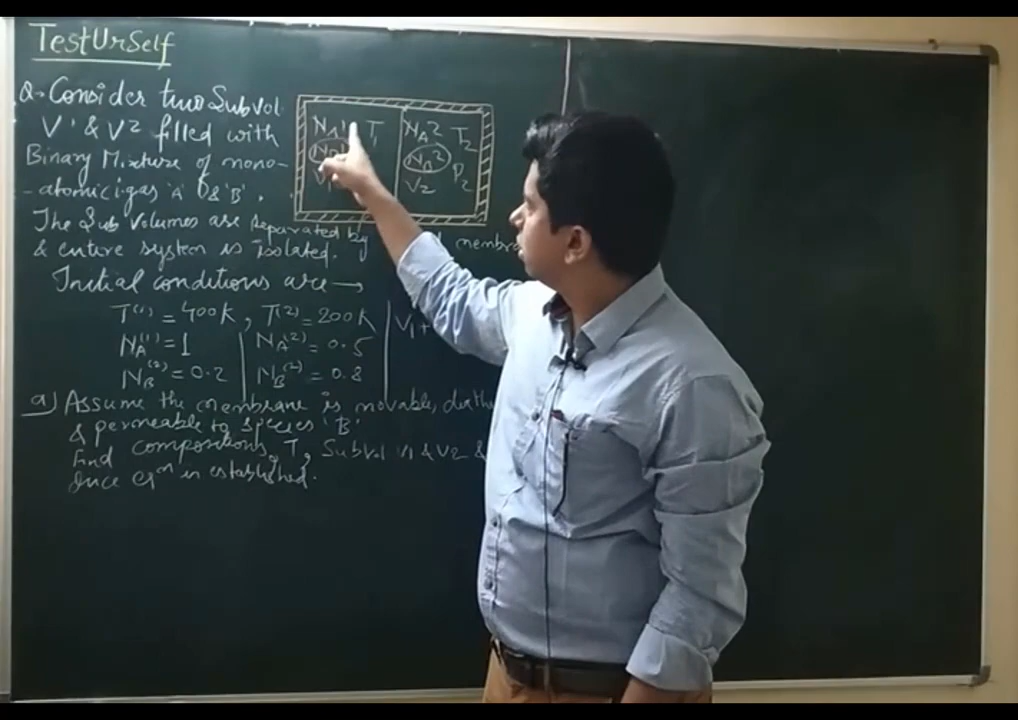 TestUrSelf
Q→ Consider two SubVol
V¹ & V² filled with
Binary Mixture of mono-
-atomic i.gas 'A' & 'B'.
The Sub Volumes are separated by membra
& entire system is isolated.
Initial conditions are →
T⁽¹⁾ = 400K , T⁽²⁾ = 200K
N_A⁽¹⁾ = 1 N_A⁽²⁾ = 0.5
N_B⁽²⁾ = 0.2 N_B⁽²⁾ = 0.8
V₁ +
a) Assume the membrane is movable, diath
& permeable to species 'B'
Find compositions, T, SubVol V1 & V2 &
once eqⁿ is established.
N_A1 T₁
N_A2 T₂
N_B2 P₂
V₂